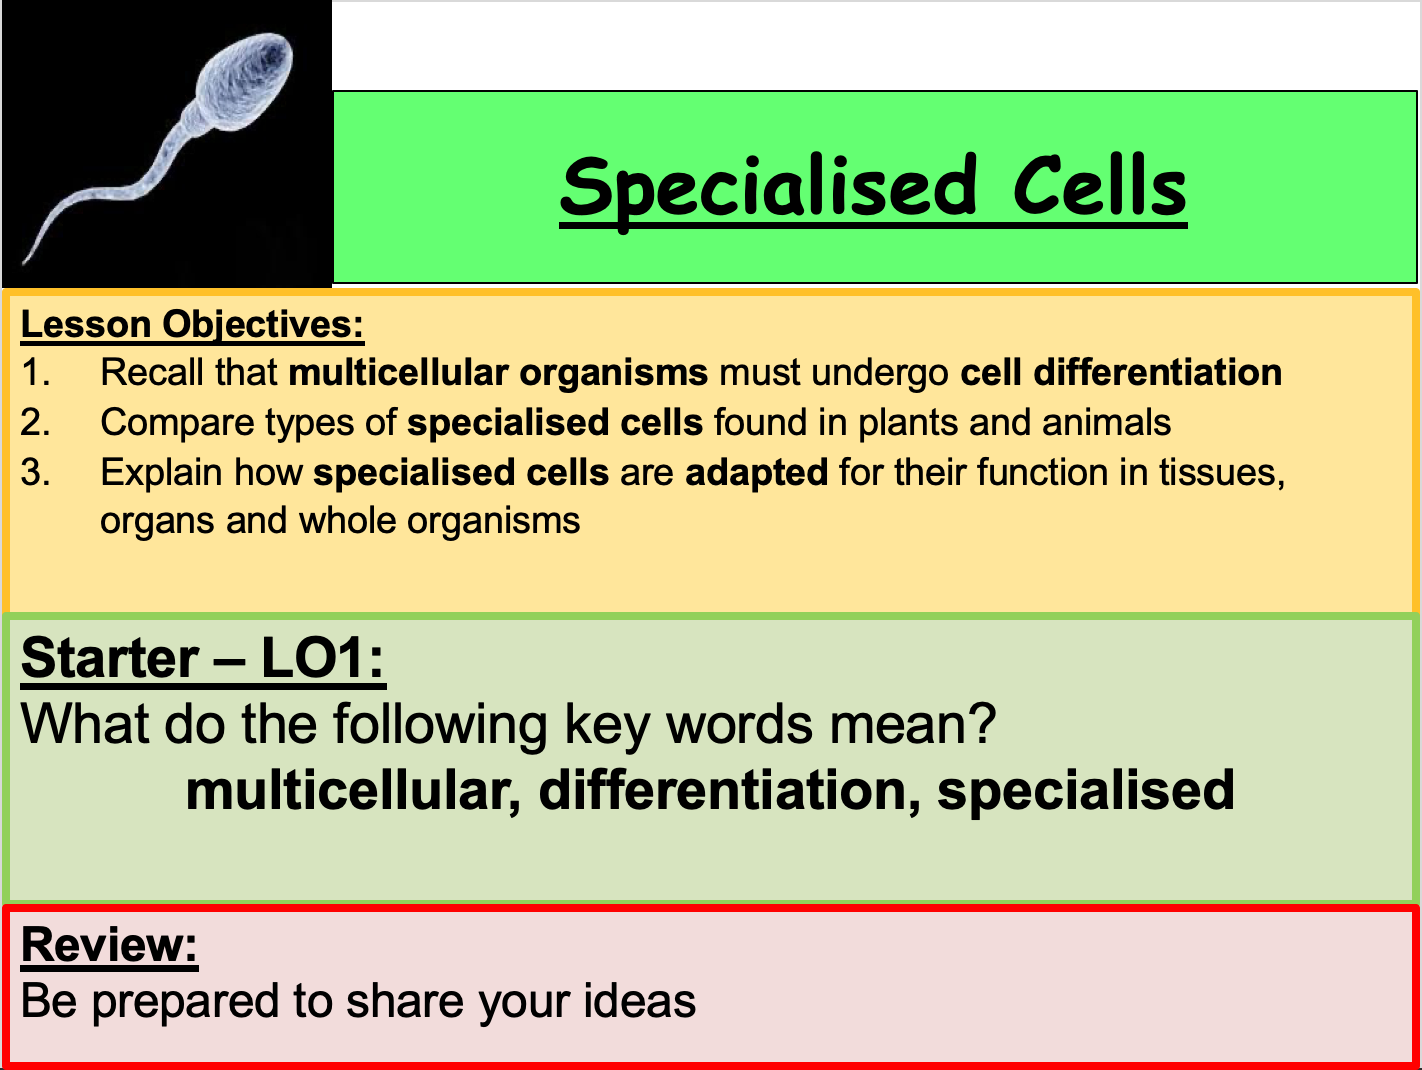 Specialised Cells
Lesson Objectives:
1. Recall that multicellular organisms must undergo cell differentiation
2. Compare types of specialised cells found in plants and animals
3. Explain how specialised cells are adapted for their function in tissues,
organs and whole organisms
Starter – LO1:
What do the following key words mean?
multicellular, differentiation, specialised
Review:
Be prepared to share your ideas